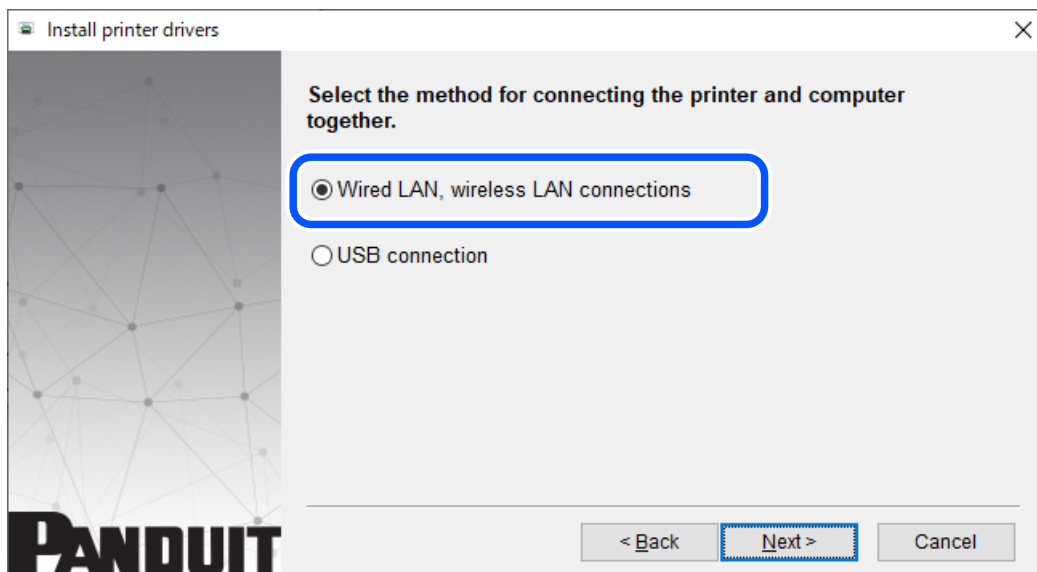 Install printer drivers
Select the method for connecting the printer and computer
together.
Wired LAN, wireless LAN connections
USB connection
PANDUIT
< Back
Next >
Cancel